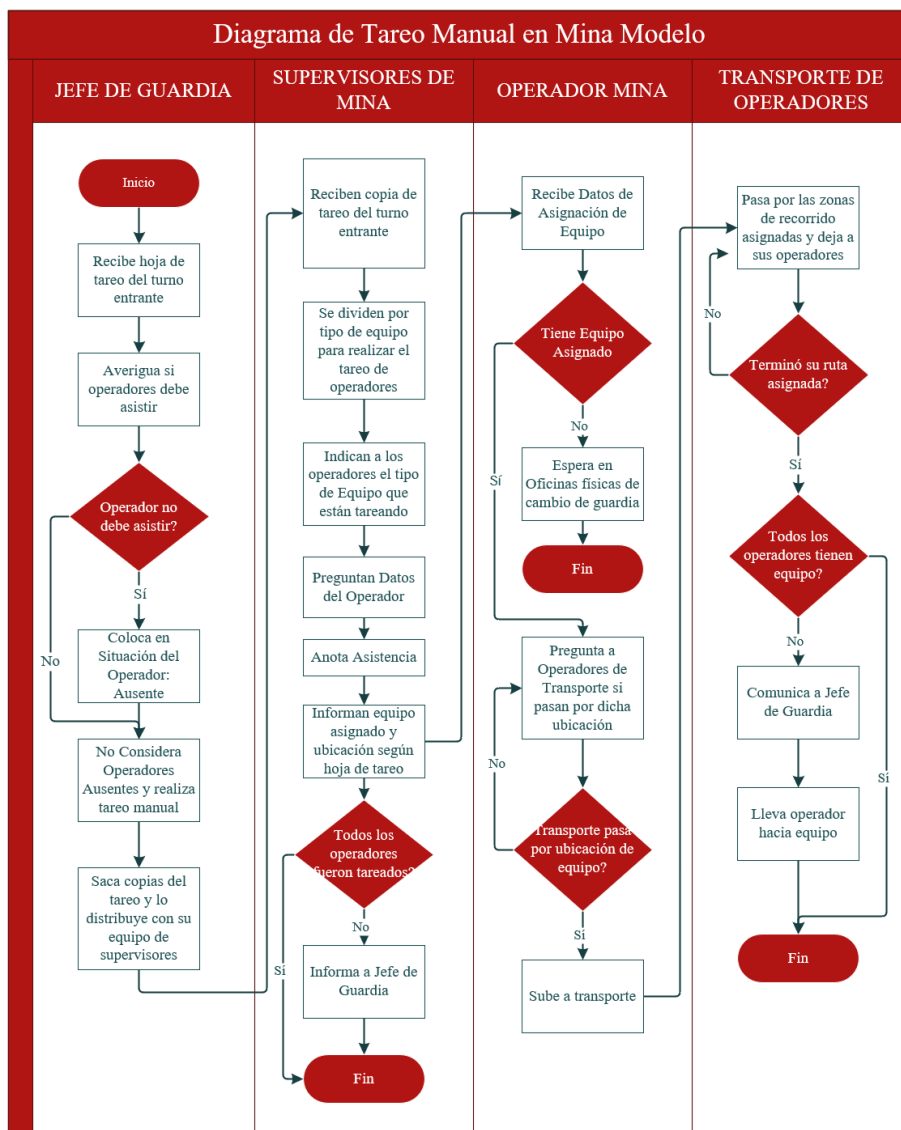 Diagrama de Tareo Manual en Mina Modelo
JEFE DE GUARDIA
SUPERVISORES DE
MINA
OPERADOR MINA
TRANSPORTE DE
OPERADORES
Inicio
Recibe hoja de
tareo del turno
entrante
Averigua si
operadores debe
asistir
Operador no
debe asistir?
Sí
No
Coloca en
Situación del
Operador:
Ausente
No Considera
Operadores
Ausentes y realiza
tareo manual
Saca copias del
tareo y lo
distribuye con su
equipo de
supervisores
Reciben copia de
tareo del turno
entrante
Se dividen por
tipo de equipo
para realizar el
tareo de
operadores
Indican a los
operadores el tipo
de Equipo que
están tareando
Preguntan Datos
del Operador
Anota Asistencia
Informan equipo
asignado y
ubicación según
hoja de tareo
Todos los
operadores
fueron tareados?
No
Sí
Informa a Jefe de
Guardia
Fin
Recibe Datos de
Asignación de
Equipo
Tiene Equipo
Asignado
No
Sí
Espera en
Oficinas físicas de
cambio de guardia
Fin
Pregunta a
Operadores de
Transporte si
pasan por dicha
ubicación
No
Transporte pasa
por ubicación de
equipo?
Sí
Sube a transporte
Pasa por las zonas
de recorrido
asignadas y deja a
sus operadores
No
Terminó su ruta
asignada?
Sí
Todos los
operadores tienen
equipo?
No
Sí
Comunica a Jefe
de Guardia
Lleva operador
hacia equipo
Fin